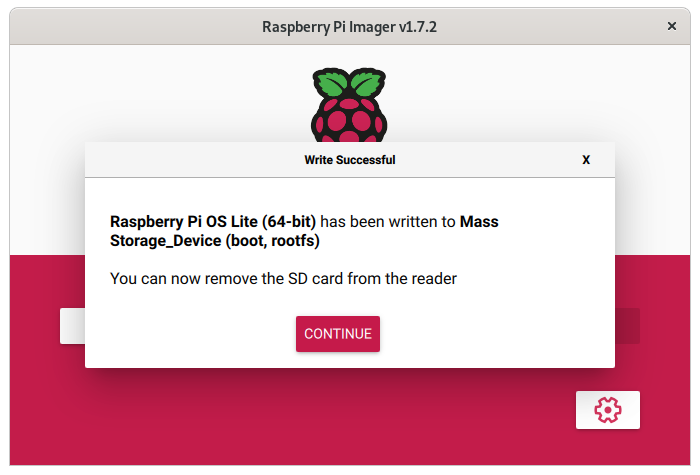 Raspberry Pi Imager v1.7.2
×
Write Successful
X
Raspberry Pi OS Lite (64-bit) has been written to Mass
Storage_Device (boot, rootfs)
You can now remove the SD card from the reader
CONTINUE